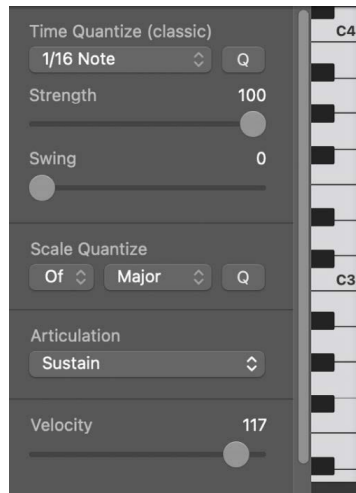 Time Quantize (classic)
C4
1/16 Note Q
Strength 100
Swing 0
Scale Quantize
Of Major Q
C3
Articulation
Sustain
Velocity 117